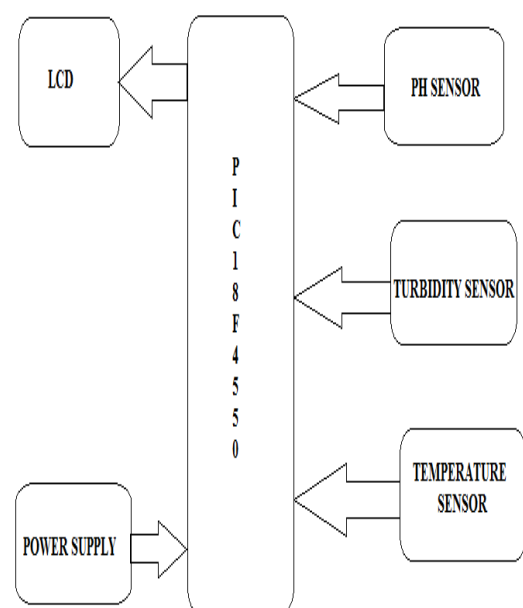 LCD
PH SENSOR
P
I
C
1
8
F
4
5
5
0
TURBIDITY SENSOR
TEMPERATURE
SENSOR
POWER SUPPLY